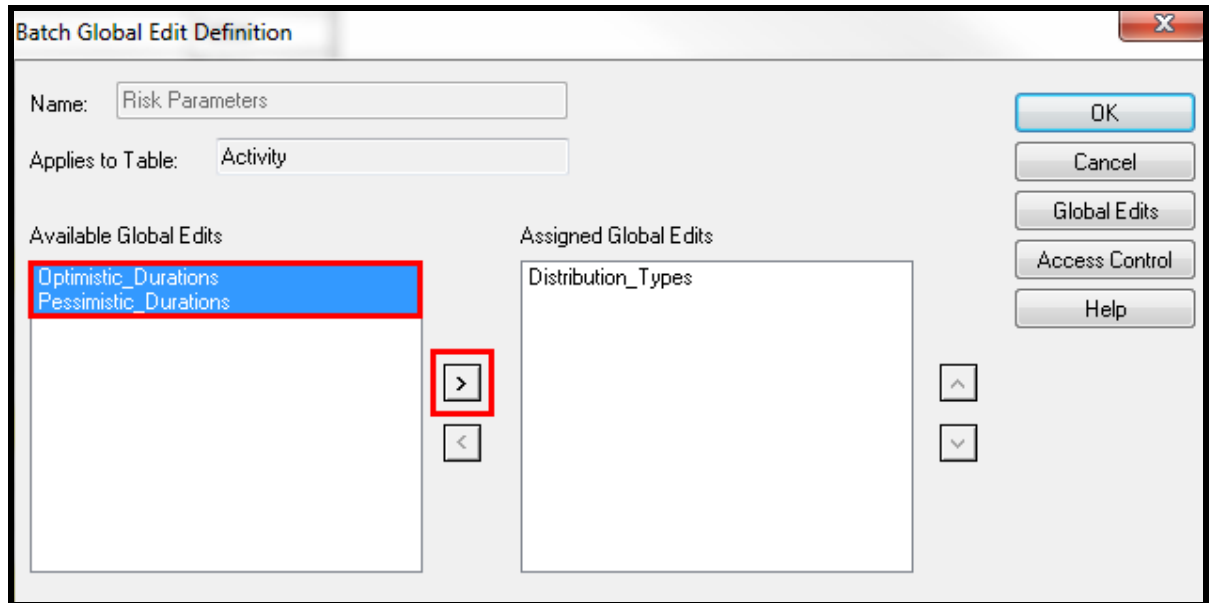 Batch Global Edit Definition
X
Name: Risk Parameters
OK
Applies to Table: Activity
Cancel
Global Edits
Available Global Edits
Assigned Global Edits
Access Control
Optimistic_Durations
Pessimistic_Durations
Distribution_Types
Help
>
<